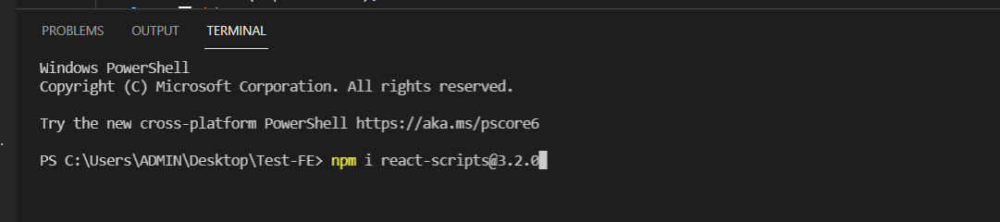 PROBLEMS OUTPUT TERMINAL
Windows PowerShell
Copyright (C) Microsoft Corporation. All rights reserved.
Try the new cross-platform PowerShell https://aka.ms/pscore6
PS C:\Users\ADMIN\Desktop\Test-FE> npm i react-scripts@3.2.0